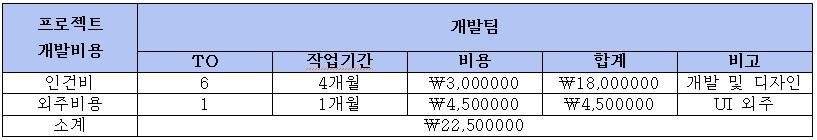 프로젝트 개발비용 개발팀
TO 작업기간 비용 합계 비고
인건비 6 4개월 ₩3,000000 ₩18,000000 개발 및 디자인
외주비용 1 1개월 ₩4,500000 ₩4,500000 UI 외주
소계 ₩22,500000